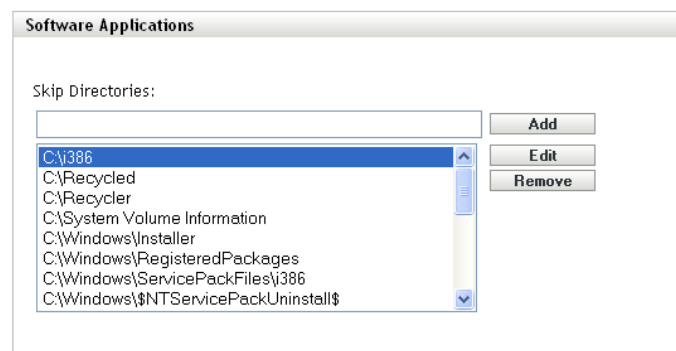 Software Applications
Skip Directories:
Add
C:\i386
Edit
C:\Recycled
Remove
C:\Recycler
C:\System Volume Information
C:\Windows\Installer
C:\Windows\RegisteredPackages
C:\Windows\ServicePackFiles\i386
C:\Windows\$NTServicePackUninstall$